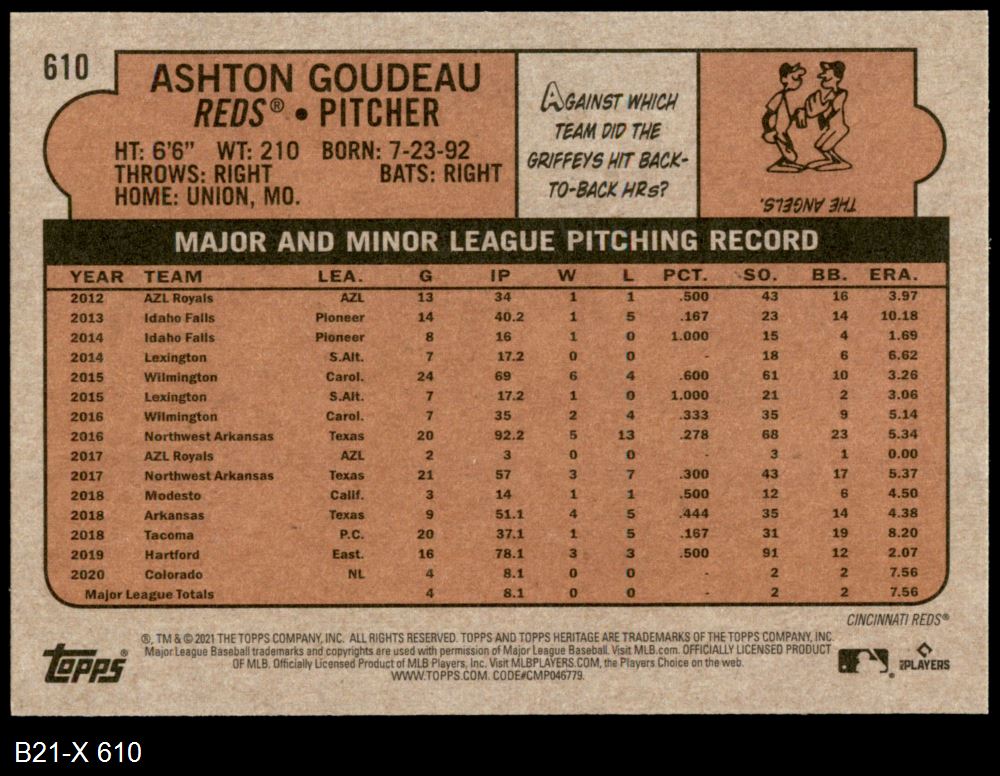 610
ASHTON GOUDEAU
REDS® • PITCHER
HT: 6'6" WT: 210 BORN: 7-23-92
THROWS: RIGHT BATS: RIGHT
HOME: UNION, MO.
AGAINST WHICH
TEAM DID THE
GRIFFEYS HIT BACK-
TO-BACK HRs?
THE ANGELS.
MAJOR AND MINOR LEAGUE PITCHING RECORD
YEAR TEAM LEA. G IP W L PCT. SO. BB. ERA.
2012 AZL Royals AZL 13 34 1 1 .500 43 16 3.97
2013 Idaho Falls Pioneer 14 40.2 1 5 .167 23 14 10.18
2014 Idaho Falls Pioneer 8 16 1 0 1.000 15 4 1.69
2014 Lexington S.Alt. 7 17.2 0 0 - 18 6 6.62
2015 Wilmington Carol. 24 69 6 4 .600 61 10 3.26
2015 Lexington S.Alt. 7 17.2 1 0 1.000 21 2 3.06
2016 Wilmington Carol. 7 35 2 4 .333 35 9 5.14
2016 Northwest Arkansas Texas 20 92.2 5 13 .278 68 23 5.34
2017 AZL Royals AZL 2 3 0 0 - 3 1 0.00
2017 Northwest Arkansas Texas 21 57 3 7 .300 43 17 5.37
2018 Modesto Calif. 3 14 1 1 .500 12 6 4.50
2018 Arkansas Texas 9 51.1 4 5 .444 35 14 4.38
2018 Tacoma P.C. 20 37.1 1 5 .167 31 19 8.20
2019 Hartford East. 16 78.1 3 3 .500 91 12 2.07
2020 Colorado NL 4 8.1 0 0 - 2 2 7.56
Major League Totals 4 8.1 0 0 - 2 2 7.56
CINCINNATI REDS®
topps®
®, TM & © 2021 THE TOPPS COMPANY, INC. ALL RIGHTS RESERVED. TOPPS AND TOPPS HERITAGE ARE TRADEMARKS OF THE TOPPS COMPANY, INC.
Major League Baseball trademarks and copyrights are used with permission of Major League Baseball. Visit MLB.com. OFFICIALLY LICENSED PRODUCT
OF MLB. Officially Licensed Product of MLB Players, Inc. Visit MLBPLAYERS.COM, the Players Choice on the web.
WWW.TOPPS.COM. CODE#CMP046779.
PLAYERS
B21-X 610